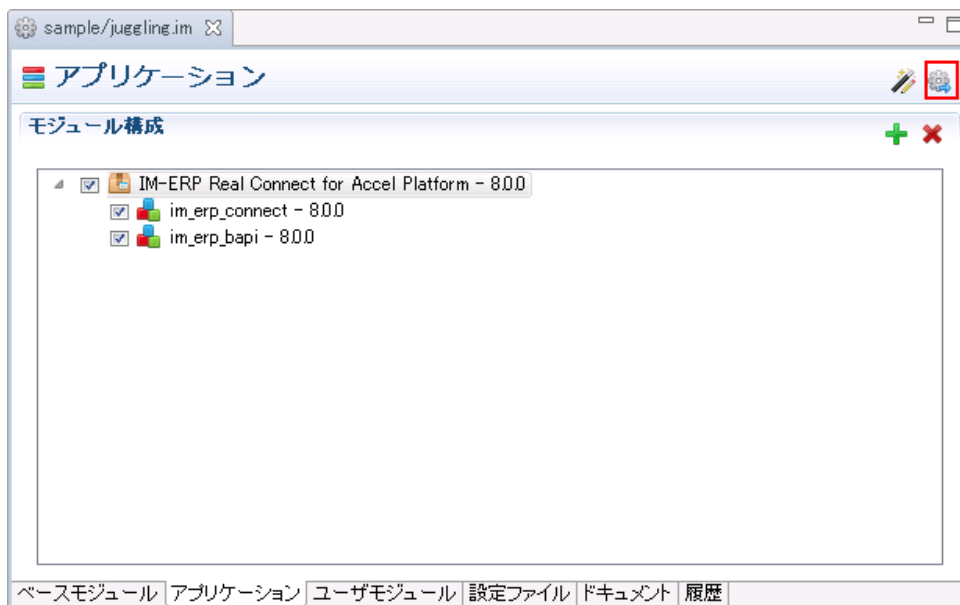 sample/juggling.im
アプリケーション
モジュール構成
IM-ERP Real Connect for Accel Platform - 8.0.0
im_erp_connect - 8.0.0
im_erp_bapi - 8.0.0
ベースモジュール アプリケーション ユーザモジュール 設定ファイル ドキュメント 履歴